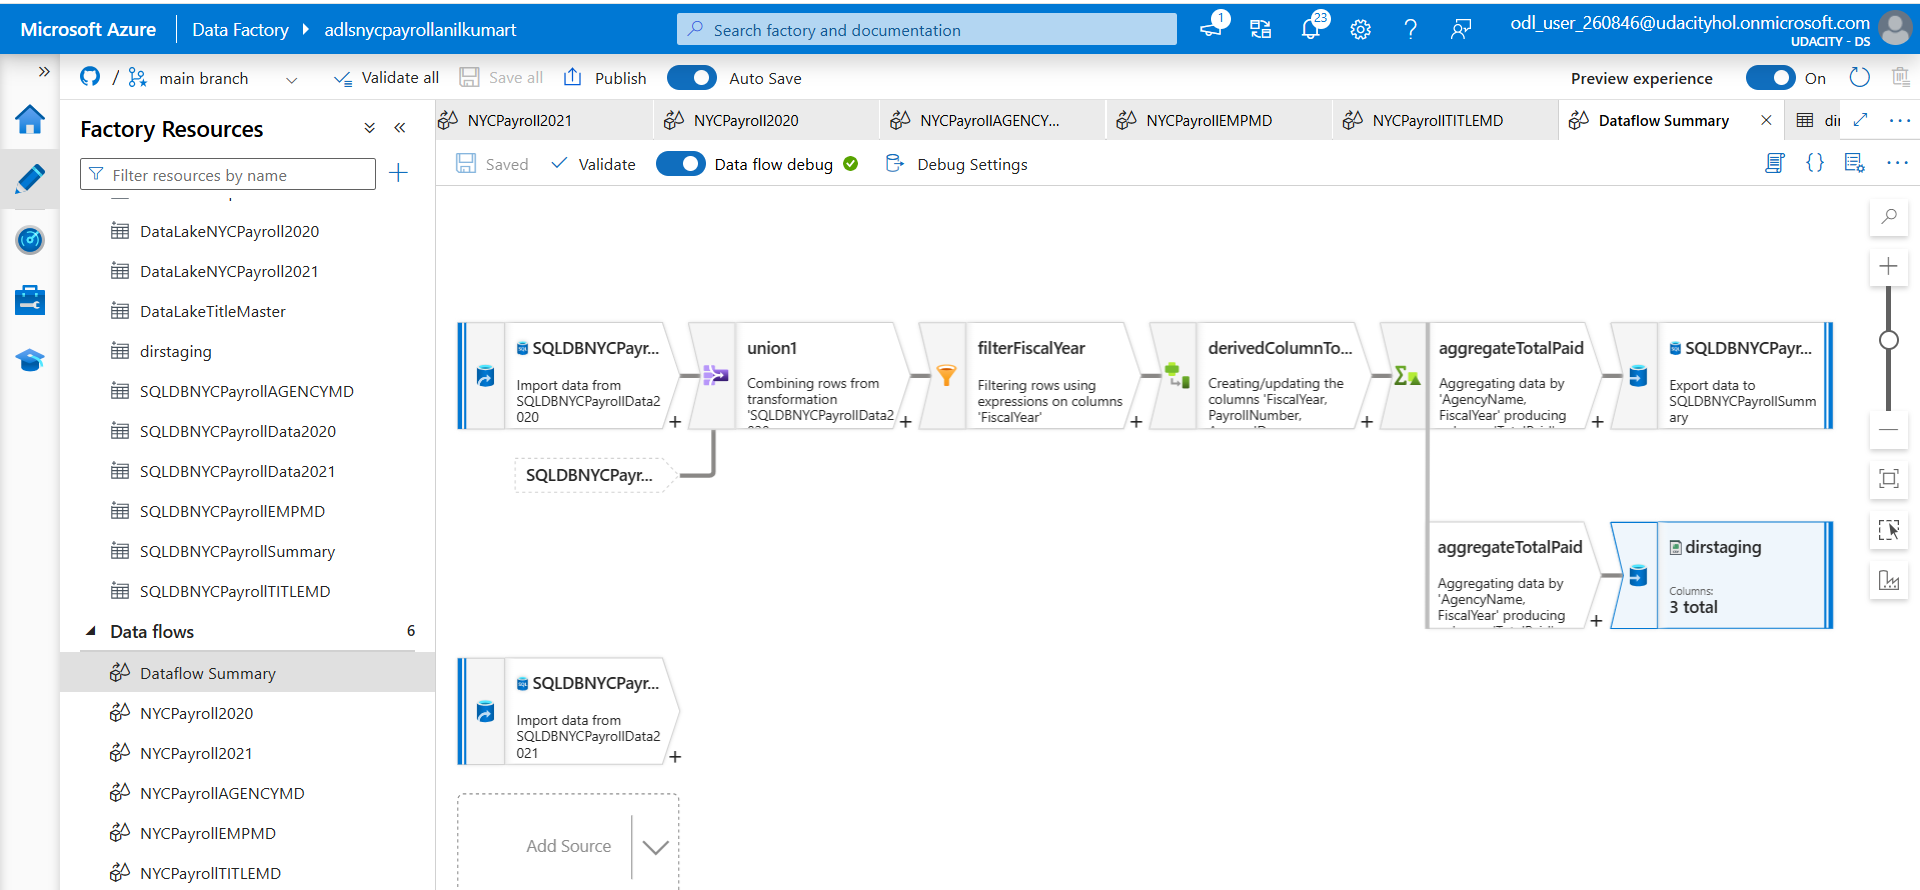 Microsoft Azure
Data Factory
adlsnycpayrollanilkumart
Search factory and documentation
1
23
odl_user_260846@udacityhol.onmicrosoft.com
UDACITY - DS
/
main branch
Validate all
Save all
Publish
Auto Save
Preview experience
On
Factory Resources
Filter resources by name
DataLakeNYCPayroll2020
DataLakeNYCPayroll2021
DataLakeTitleMaster
dirstaging
SQLDBNYCPayrollAGENCYMD
SQLDBNYCPayrollData2020
SQLDBNYCPayrollData2021
SQLDBNYCPayrollEMPMD
SQLDBNYCPayrollSummary
SQLDBNYCPayrollTITLEMD
Data flows
6
Dataflow Summary
NYCPayroll2020
NYCPayroll2021
NYCPayrollAGENCYMD
NYCPayrollEMPMD
NYCPayrollTITLEMD
NYCPayroll2021
NYCPayroll2020
NYCPayrollAGENCY...
NYCPayrollEMPMD
NYCPayrollTITLEMD
Dataflow Summary
Saved
Validate
Data flow debug
Debug Settings
SQLDBNYCPayr...
Import data from
SQLDBNYCPayrollData2
020
union1
Combining rows from
transformation
'SQLDBNYCPayrollData2
filterFiscalYear
Filtering rows using
expressions on columns
'FiscalYear'
derivedColumnTo...
Creating/updating the
columns 'FiscalYear,
PayrollNumber,
aggregateTotalPaid
Aggregating data by
'AgencyName,
FiscalYear' producing
SQLDBNYCPayr...
Export data to
SQLDBNYCPayrollSumm
ary
SQLDBNYCPayr...
aggregateTotalPaid
Aggregating data by
'AgencyName,
FiscalYear' producing
dirstaging
Columns:
3 total
SQLDBNYCPayr...
Import data from
SQLDBNYCPayrollData2
021
Add Source